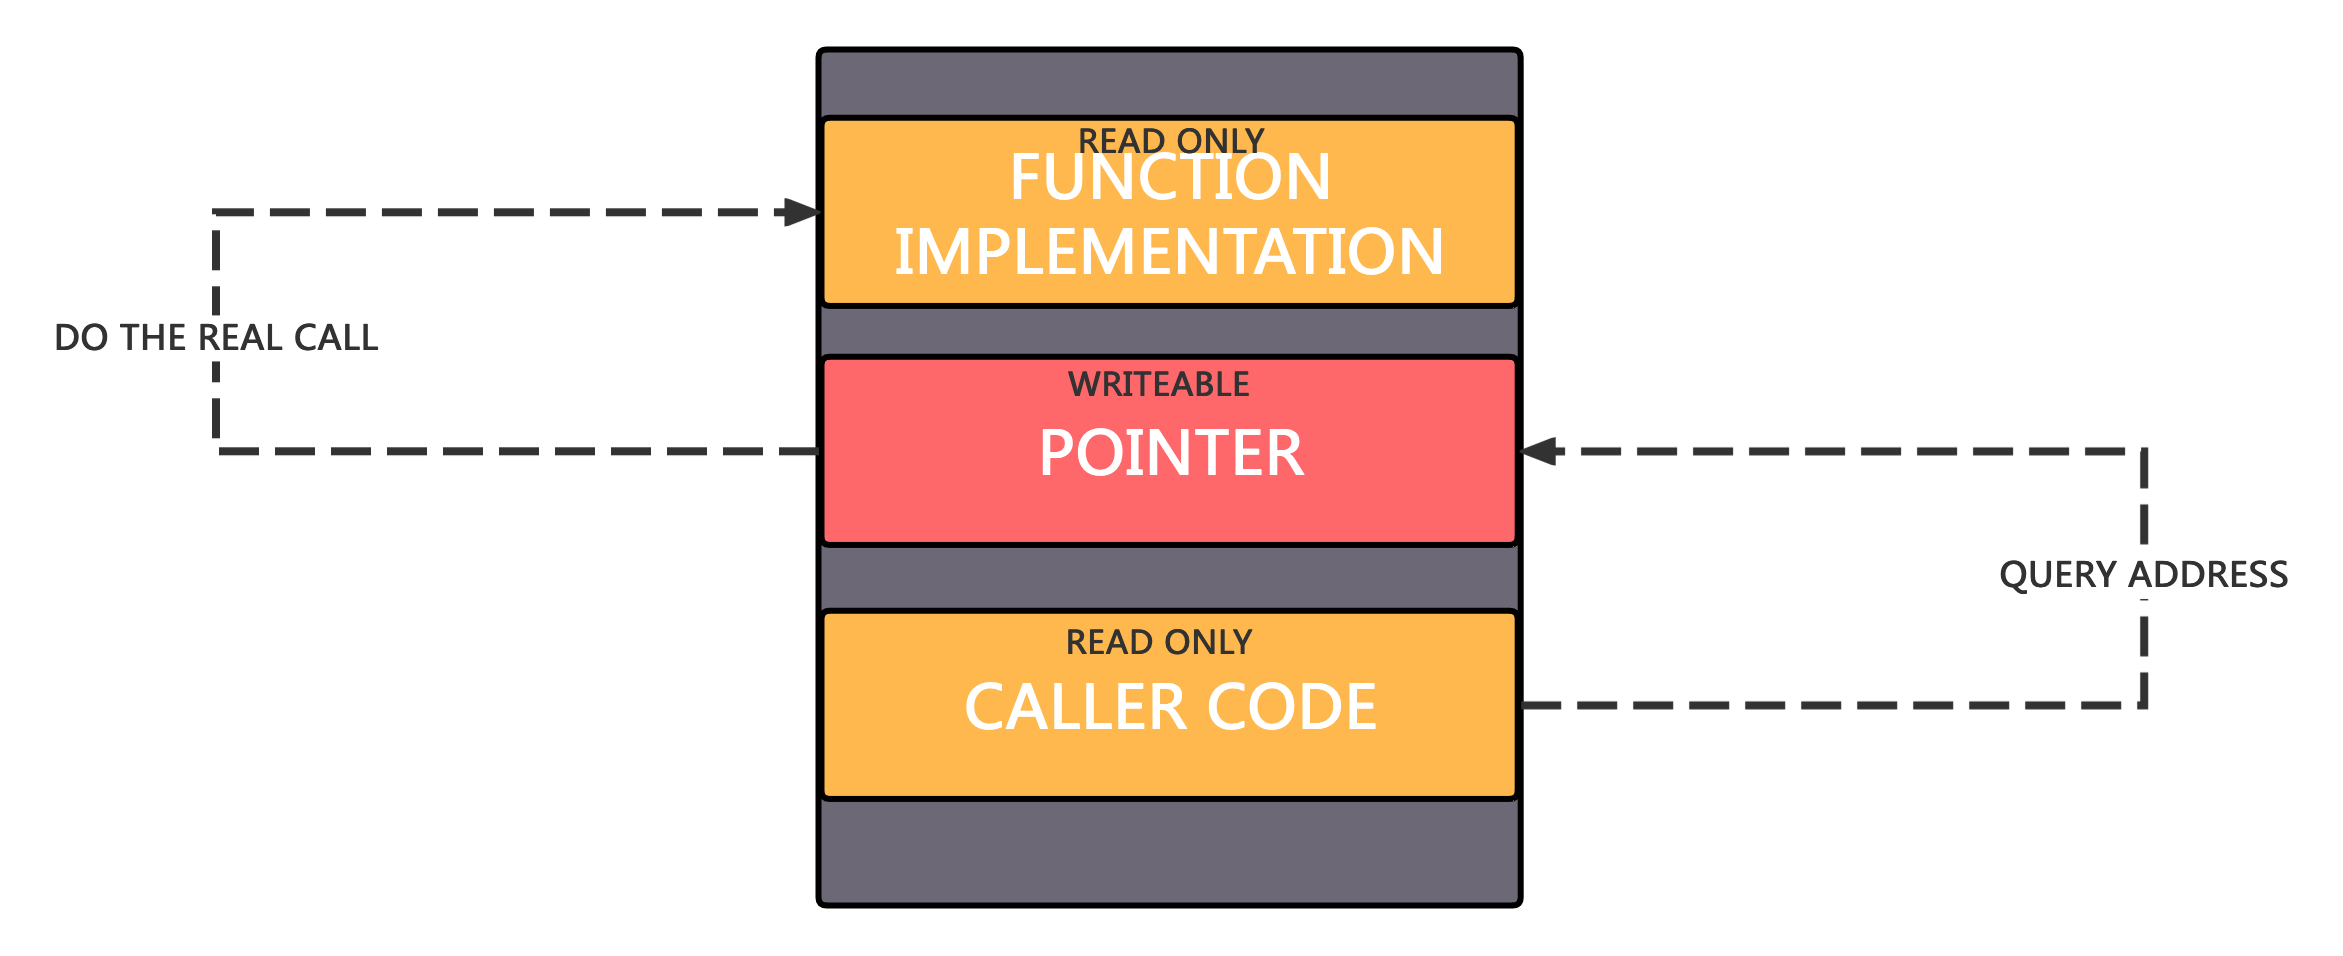 READ ONLY
FUNCTION
IMPLEMENTATION
DO THE REAL CALL
WRITEABLE
POINTER
QUERY ADDRESS
READ ONLY
CALLER CODE